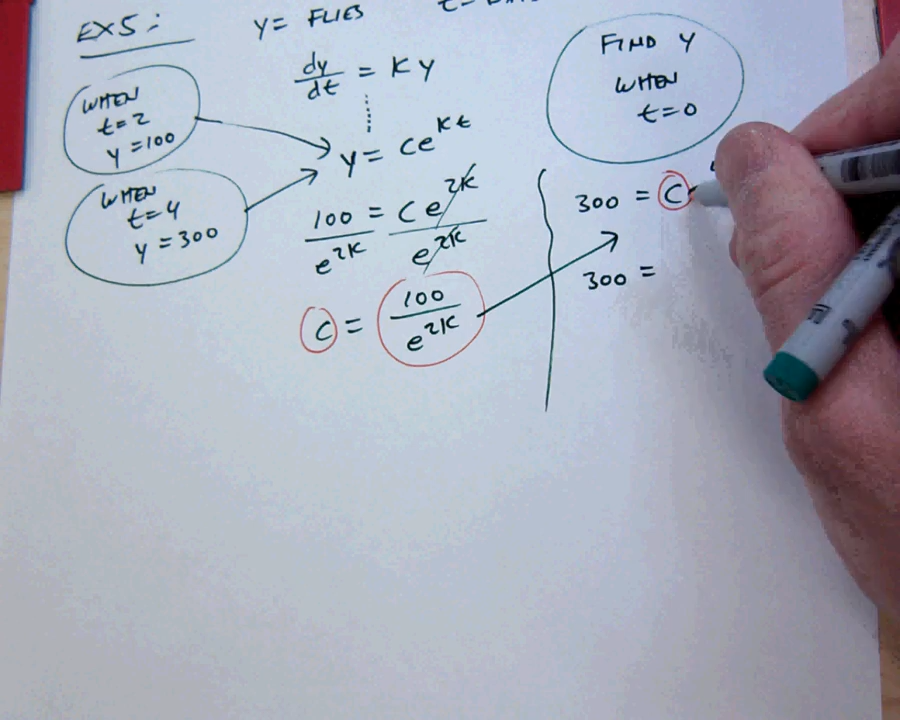 EX5:
y = FLIES
t =
dy/dt = Ky
WHEN
t=2
y=100
y = Ce^Kt
WHEN
t=4
y=300
100/e^2K = Ce^2K/e^2K
C = 100/e^2K
FIND y
WHEN
t=0
300 = C
300 =